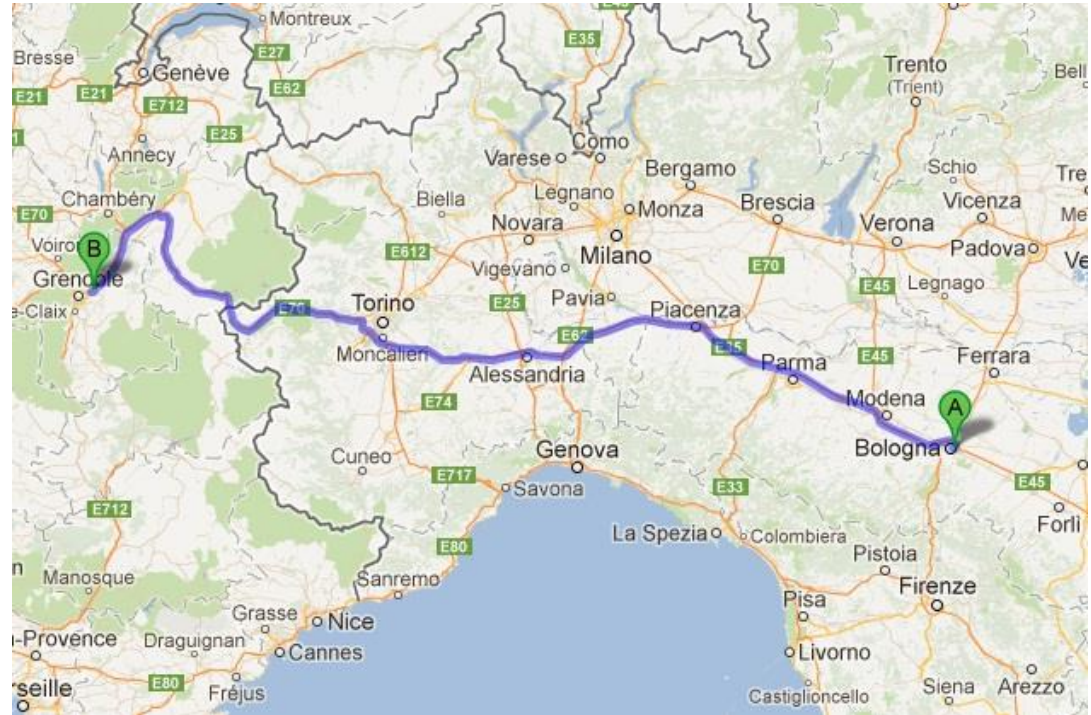 Montreux
Bresse
E27
E35
Trento
(Trient)
Genève
E21
E21
E62
E712
E25
Annecy
Como
Varese
Bergamo
Schio
Chambéry
Biella
Legnano
Monza
Brescia
Vicenza
E70
Novara
Verona
Padova
Voiron
B
E612
Milano
Vigevano
E70
E45
Legnago
Grenoble
Pavia
e-Claix
E70
Torino
E25
Piacenza
Moncalieri
E62
E35
E45
Ferrara
Alessandria
Parma
E74
Modena
A
Genova
Bologna
Cuneo
E717
Savona
E33
E45
E712
La Spezia
Colombiera
Forlì
E80
Pistoia
Manosque
Sanremo
Firenze
Grasse
Nice
Pisa
-Provence
Draguignan
Cannes
Livorno
E80
rseille
Fréjus
Castiglioncello
Siena
Arezzo